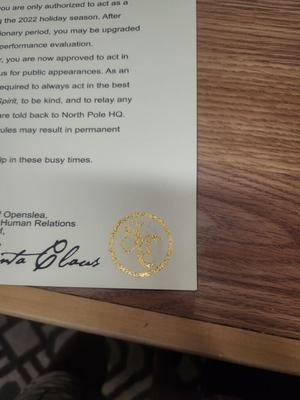 you are only authorized to act as a
g the 2022 holiday season. After
ionary period, you may be upgraded
performance evaluation.
r, you are now approved to act in
us for public appearances. As an
equired to always act in the best
Spirit, to be kind, and to relay any
are told back to North Pole HQ.
rules may result in permanent
lp in these busy times.
f Openslea,
Human Relations
f,
nta Claus